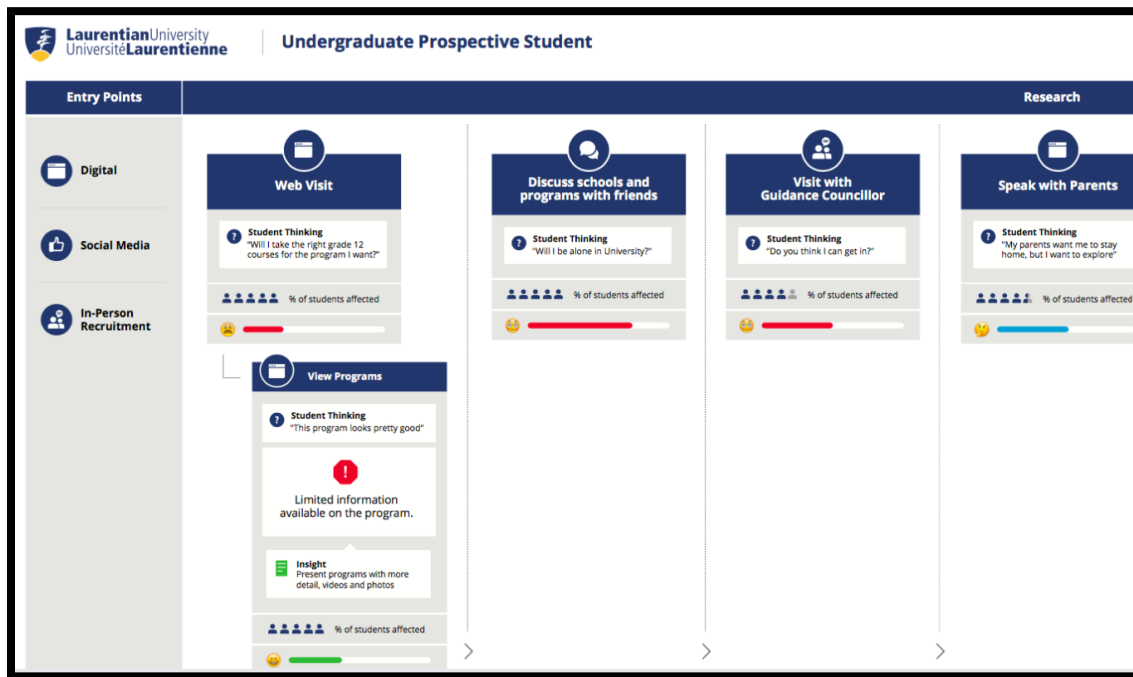 LaurentianUniversity
UniversitéLaurentienne
Undergraduate Prospective Student
Entry Points
Research
Digital
Social Media
In-Person
Recruitment
Web Visit
Student Thinking
"Will I take the right grade 12
courses for the program I want?"
% of students affected
View Programs
Student Thinking
"This program looks pretty good"
!
Limited information
available on the program.
Insight
Present programs with more
detail, videos and photos
% of students affected
Discuss schools and
programs with friends
Student Thinking
"Will I be alone in University?"
% of students affected
Visit with
Guidance Councillor
Student Thinking
"Do you think I can get in?"
% of students affected
Speak with Parents
Student Thinking
"My parents want me to stay
home, but I want to explore"
% of students affected